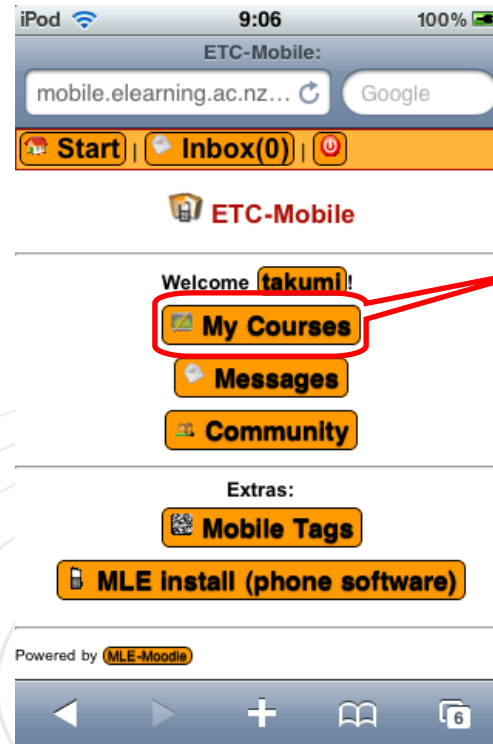 iPod 9:06 100%
ETC-Mobile:
mobile.elearning.ac.nz... Google
Start | Inbox(0) |
ETC-Mobile
Welcome takumi!
My Courses
Messages
Community
Extras:
Mobile Tags
MLE install (phone software)
Powered by MLE-Moodle
6